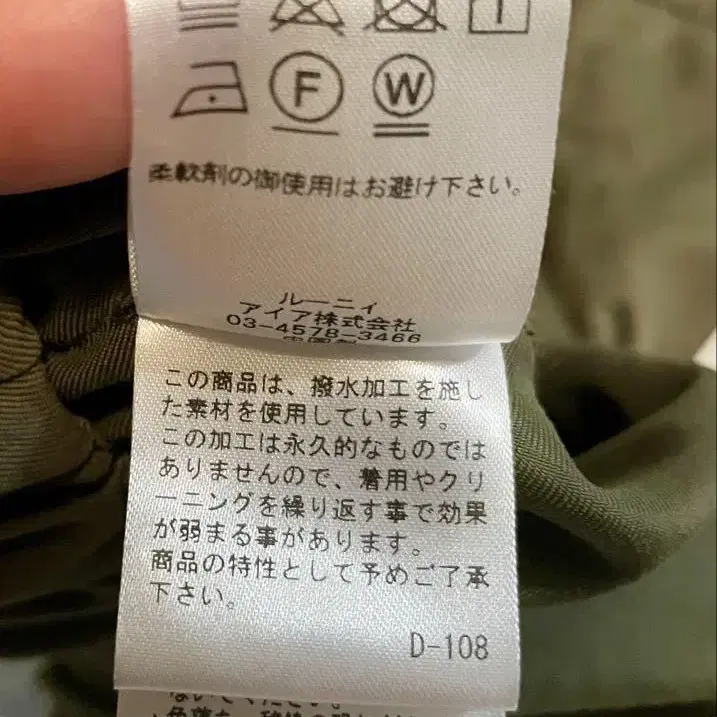 F
W
柔軟剤の御使用はお避け下さい。
ルーニィ
アイア株式会社
03-4578-3466
この商品は、撥水加工を施し
た素材を使用しています。
この加工は永久的なものでは
ありませんので、着用やクリ
ーニングを繰り返す事で効果
が弱まる事があります。
商品の特性として予めご了承
下さい。
D-108